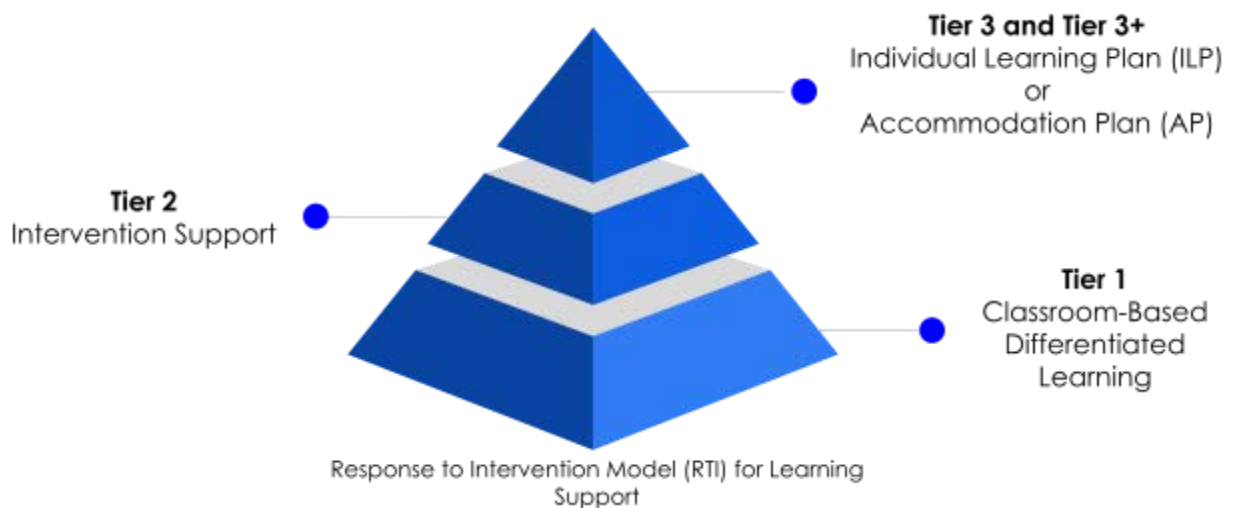 Tier 3 and Tier 3+
Individual Learning Plan (ILP)
or
Accommodation Plan (AP)
Tier 2
Intervention Support
Tier 1
Classroom-Based
Differentiated
Learning
Response to Intervention Model (RTI) for Learning
Support